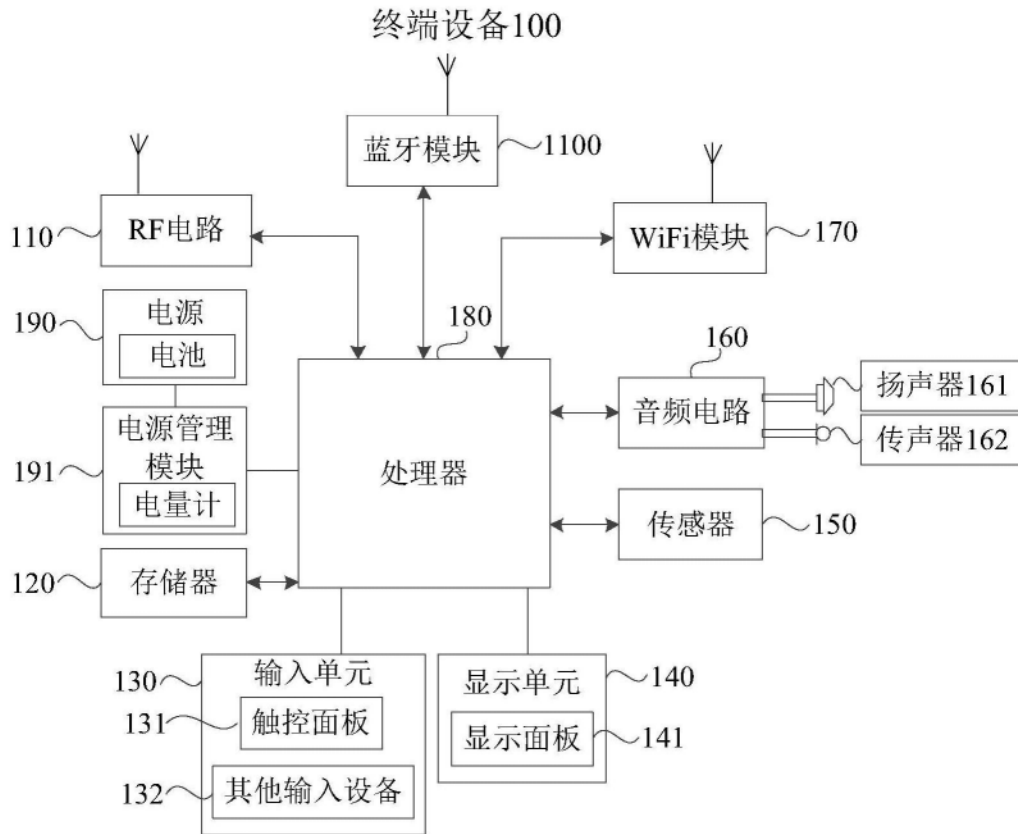 终端设备100
蓝牙模块
1100
110
RF电路
WiFi模块
170
190
电源
电池
180
160
191
电源管理
模块
电量计
处理器
音频电路
扬声器161
传声器162
120
存储器
传感器
150
130
输入单元
131
触控面板
132
其他输入设备
显示单元
140
显示面板
141